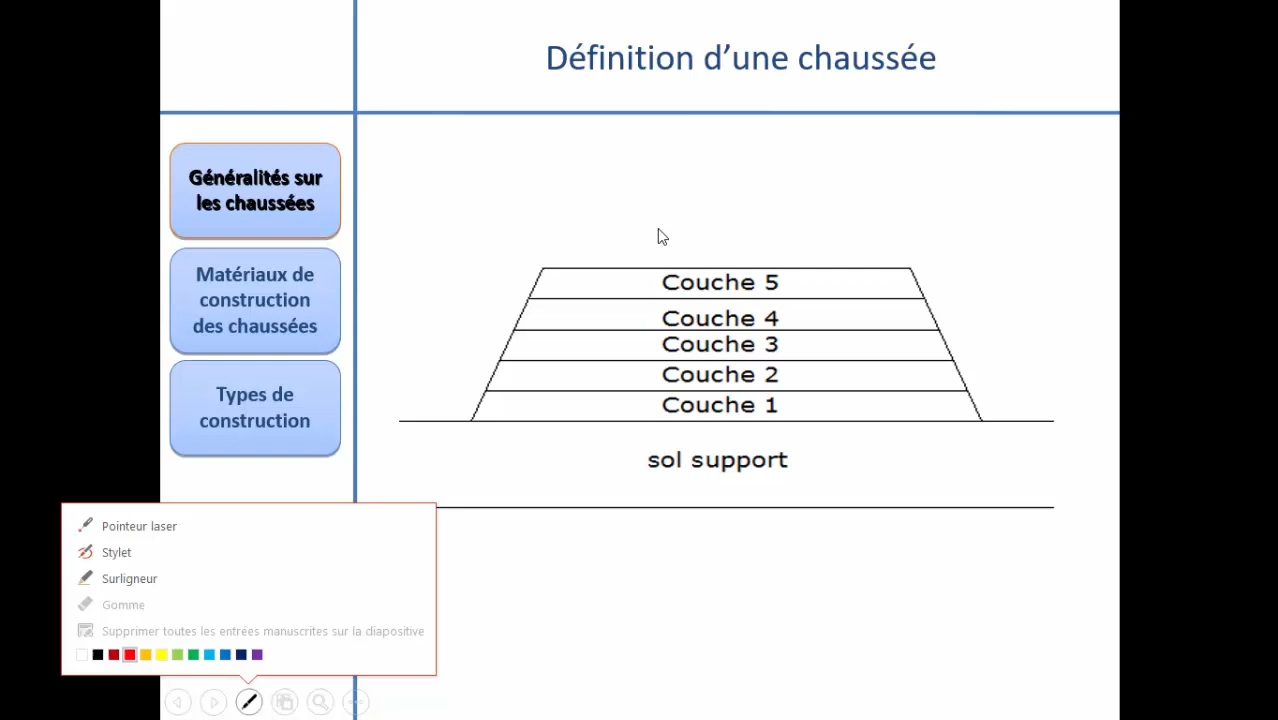 Définition d’une chaussée
Généralités sur
les chaussées
Matériaux de
construction
des chaussées
Types de
construction
Couche 5
Couche 4
Couche 3
Couche 2
Couche 1
sol support
Pointeur laser
Stylet
Surligneur
Gomme
Supprimer toutes les entrées manuscrites sur la diapositive